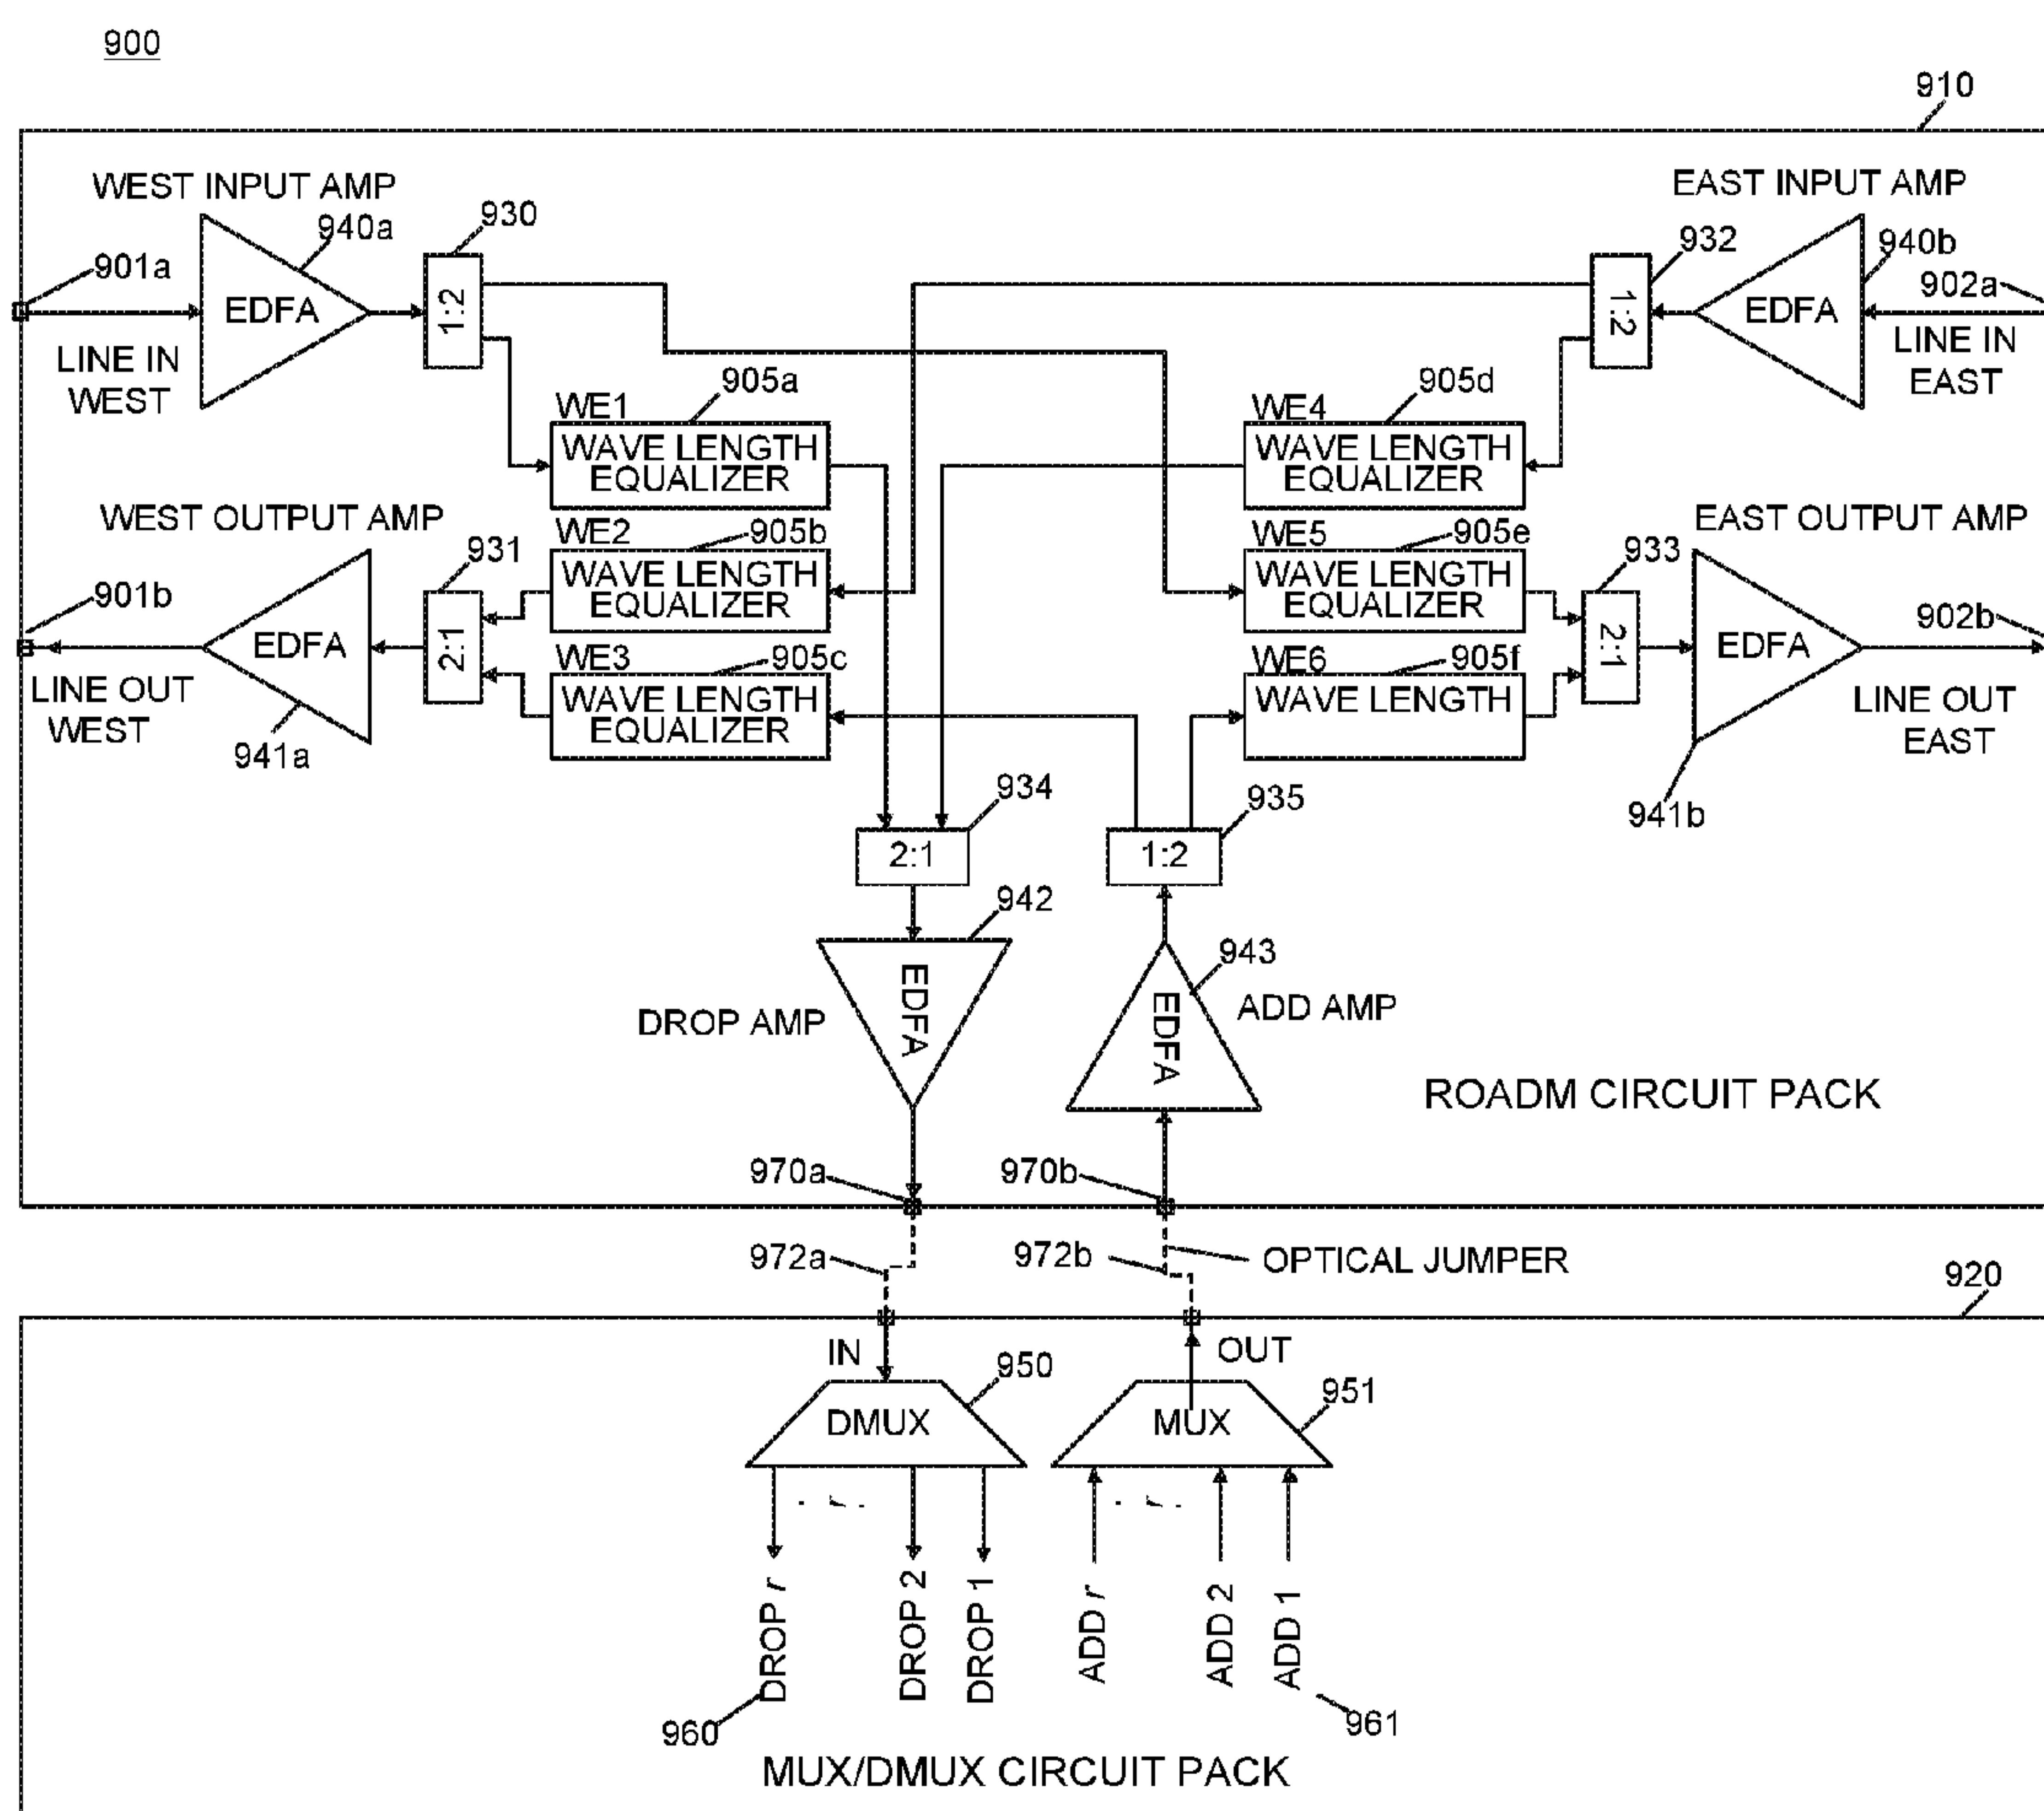 900
910
WEST INPUT AMP
EAST INPUT AMP
940a
930
932
940b
901a
902a
EDFA
1:2
1:2
EDFA
LINE IN
WEST
LINE IN
EAST
905a
905d
WE1
WAVE LENGTH
EQUALIZER
WE4
WAVE LENGTH
EQUALIZER
WEST OUTPUT AMP
EAST OUTPUT AMP
931
WE2
905b
WE5
905e
933
WAVE LENGTH
EQUALIZER
WAVE LENGTH
EQUALIZER
901b
902b
EDFA
2:1
2:1
EDFA
WE3
905c
WE6
905f
WAVE LENGTH
EQUALIZER
WAVE LENGTH
LINE OUT
WEST
LINE OUT
EAST
941a
941b
934
935
2:1
1:2
942
943
EDFA
EDFA
DROP AMP
ADD AMP
ROADM CIRCUIT PACK
970a
970b
972a
972b
OPTICAL JUMPER
920
IN
OUT
950
951
DMUX
MUX
r
r
DROP r
DROP 2
DROP 1
ADD r
ADD 2
ADD 1
960
961
MUX/DMUX CIRCUIT PACK